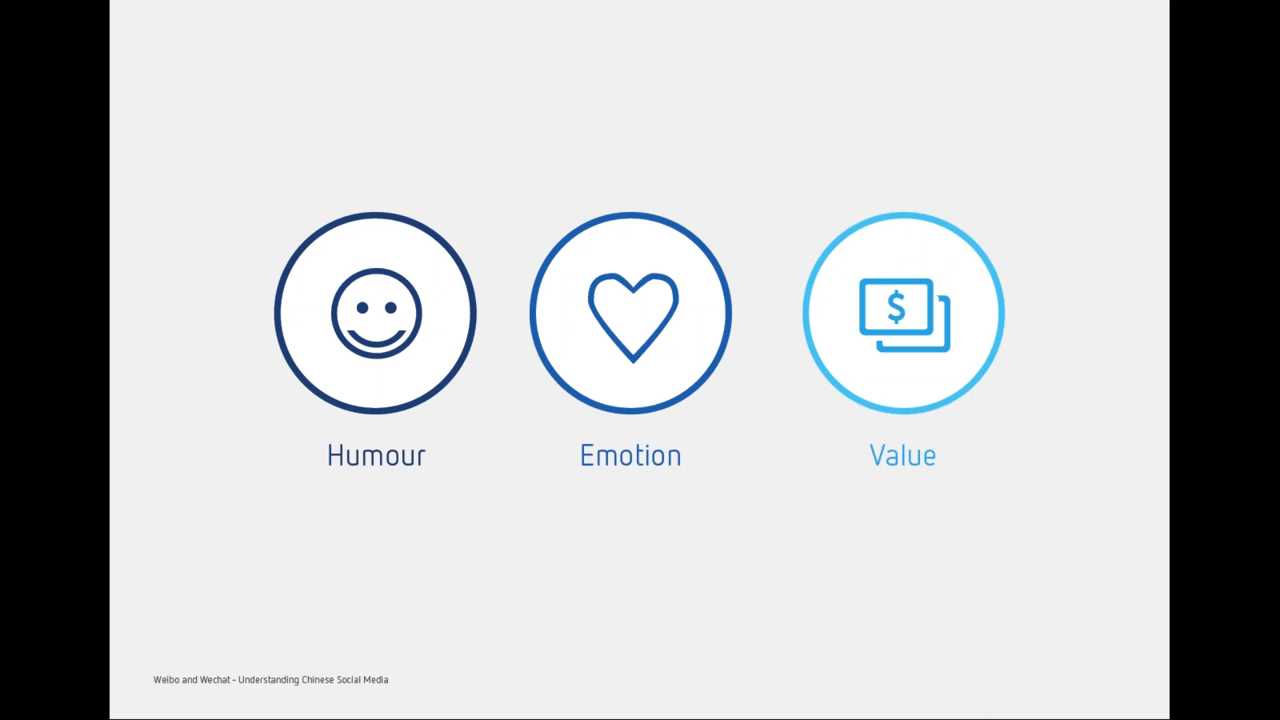 $
Humour
Emotion
Value
Weibo and Wechat - Understanding Chinese Social Media